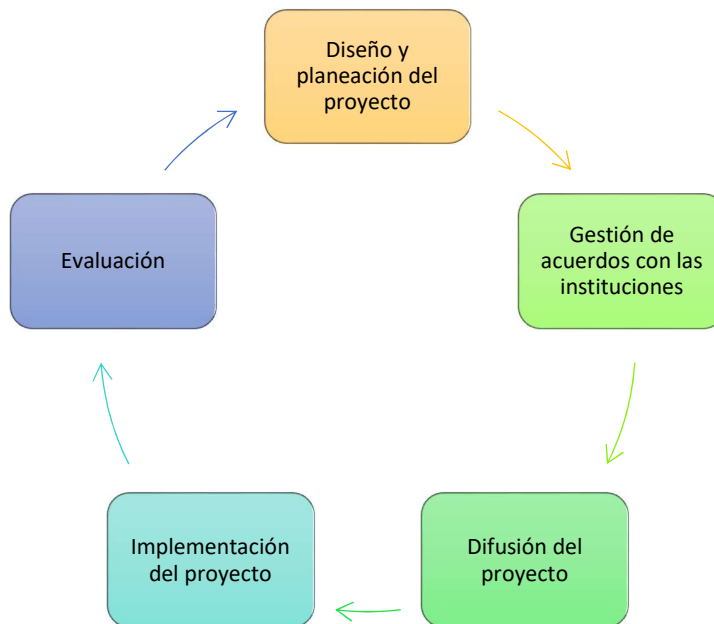 Diseño y
planeación del
proyecto
Gestión de
acuerdos con las
instituciones
Difusión del
proyecto
Implementación
del proyecto
Evaluación